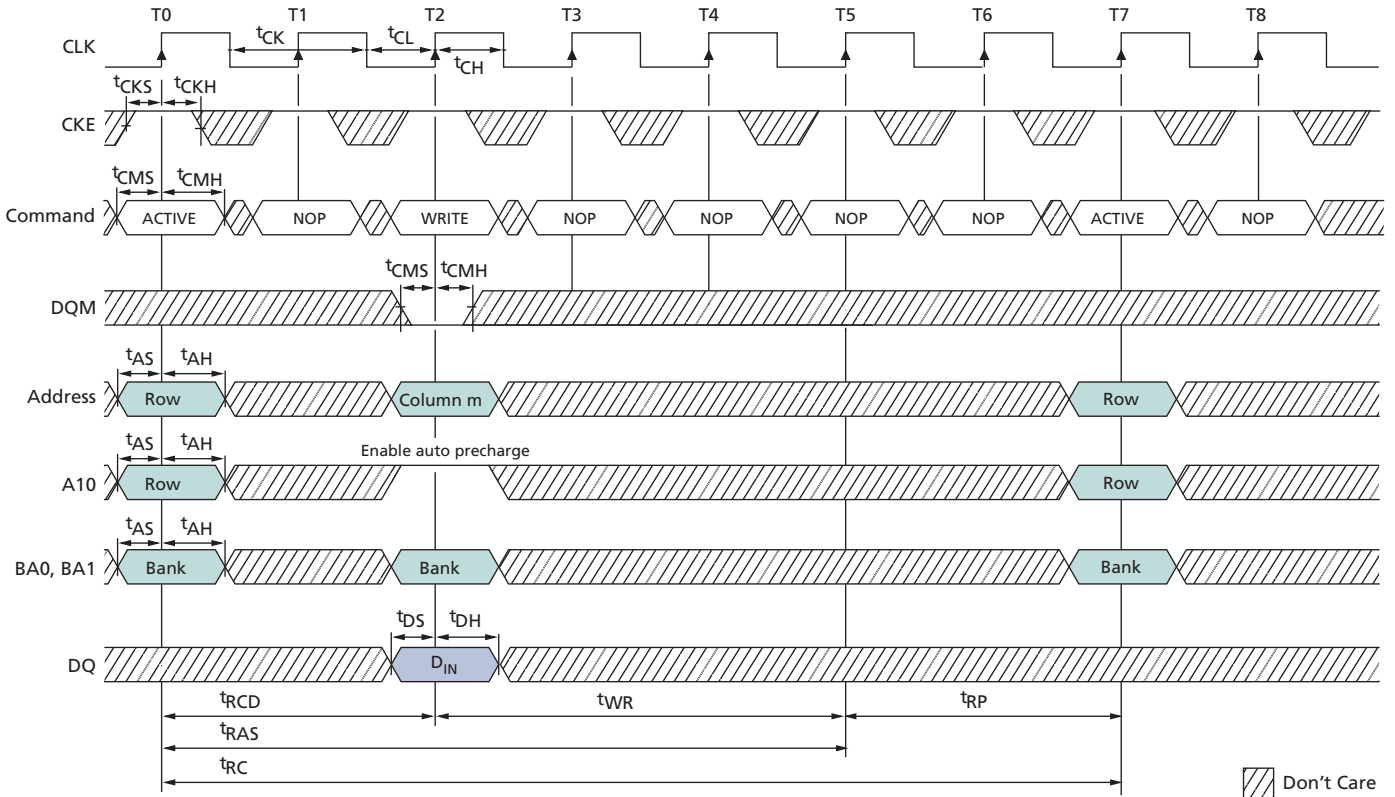 T0 T1 T2 T3 T4 T5 T6 T7 T8
CLK
tCK tCL
tCH
tCKS tCKH
CKE
tCMS tCMH
Command ACTIVE NOP WRITE NOP NOP NOP NOP ACTIVE NOP
tCMS tCMH
DQM
tAS tAH
Address Row Column m Row
tAS tAH Enable auto precharge
A10 Row Row
tAS tAH
BA0, BA1 Bank Bank Bank
tDS tDH
DQ DIN
tRCD tWR tRP
tRAS
tRC
Don't Care